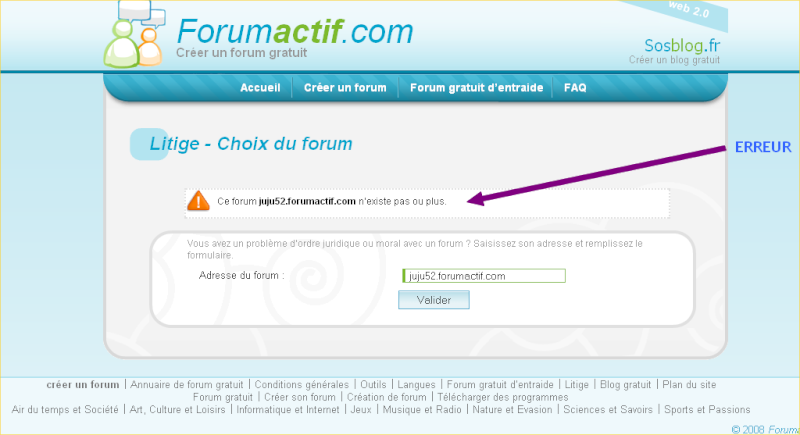 web 2.0
Forumactif.com
Créer un forum gratuit
Sosblog.fr
Créer un blog gratuit
Accueil Créer un forum Forum gratuit d'entraide FAQ
Litige - Choix du forum
ERREUR
Ce forum juju52.forumactif.com n'existe pas ou plus.
Vous avez un problème d'ordre juridique ou moral avec un forum ? Saisissez son adresse et remplissez le
formulaire.
Adresse du forum : juju52.forumactif.com
Valider
créer un forum | Annuaire de forum gratuit | Conditions générales | Outils | Langues | Forum gratuit d'entraide | Litige | Blog gratuit | Plan du site
Forum gratuit | Créer son forum | Création de forum | Télécharger des programmes
Air du temps et Société | Art, Culture et Loisirs | Informatique et Internet | Jeux | Musique et Radio | Nature et Evasion | Sciences et Savoirs | Sports et Passions
© 2008 Foruma